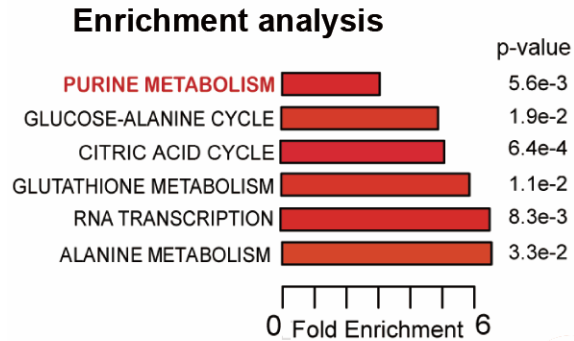 Enrichment analysis
p-value
PURINE METABOLISM 5.6e-3
GLUCOSE-ALANINE CYCLE 1.9e-2
CITRIC ACID CYCLE 6.4e-4
GLUTATHIONE METABOLISM 1.1e-2
RNA TRANSCRIPTION 8.3e-3
ALANINE METABOLISM 3.3e-2
0 Fold Enrichment 6